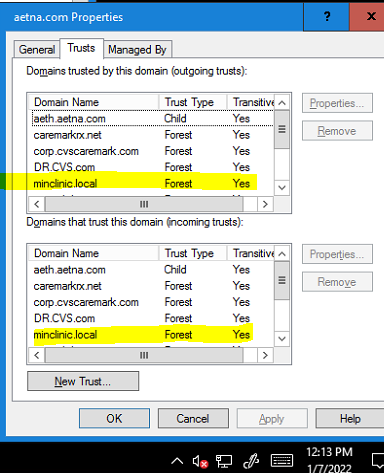 aetna.com Properties
General Trusts Managed By
Domains trusted by this domain (outgoing trusts):
Domain Name Trust Type Transitive
aeth.aetna.com Child Yes
caremarkrx.net Forest Yes
corp.cvscaremark.com Forest Yes
DR.CVS.com Forest Yes
minclinic.local Forest Yes
Properties...
Remove
Domains that trust this domain (incoming trusts):
Domain Name Trust Type Transitive
aeth.aetna.com Child Yes
caremarkrx.net Forest Yes
corp.cvscaremark.com Forest Yes
DR.CVS.com Forest Yes
minclinic.local Forest Yes
Properties...
Remove
New Trust...
OK Cancel Apply Help
12:13 PM
1/7/2022